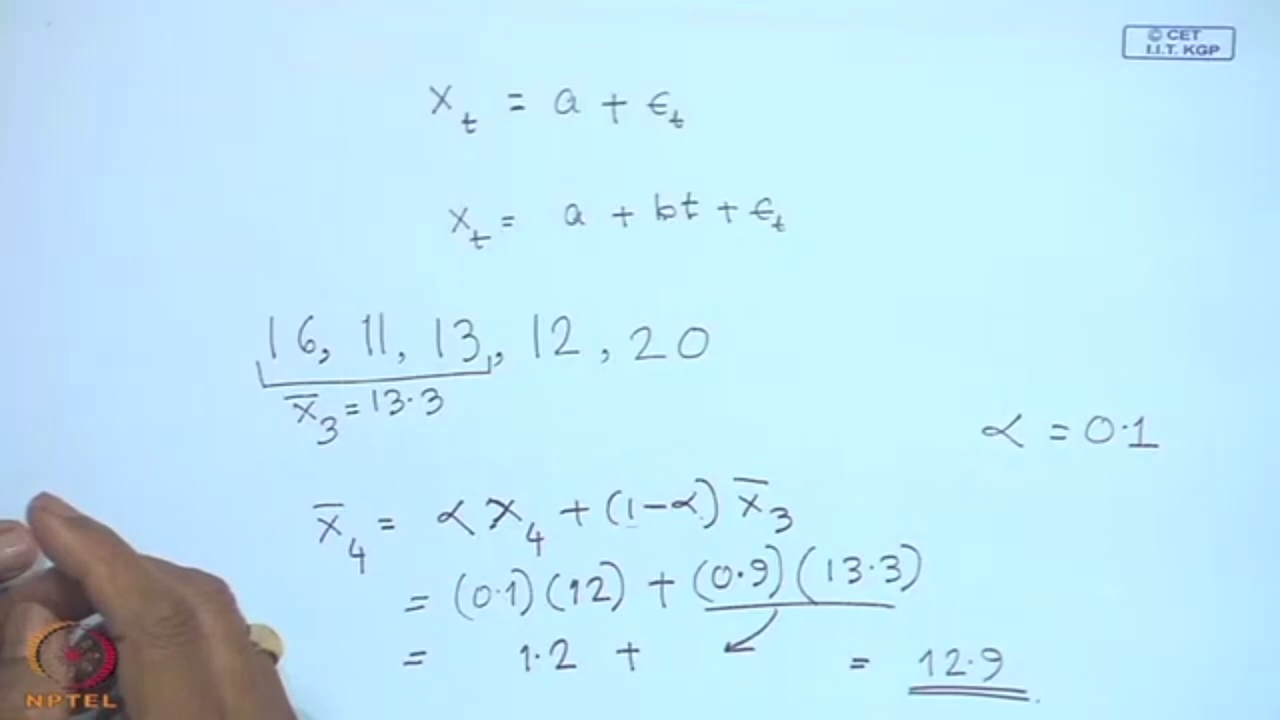 © CET
I.I.T. KGP
x_t = a + ϵ_t
x_t = a + bt + ϵ_t
16, 11, 13, 12, 20
x̄_3 = 13.3
α = 0.1
x̄_4 = α x_4 + (1-α) x̄_3
= (0.1)(12) + (0.9)(13.3)
= 1.2 + ↙ = 12.9
NPTEL